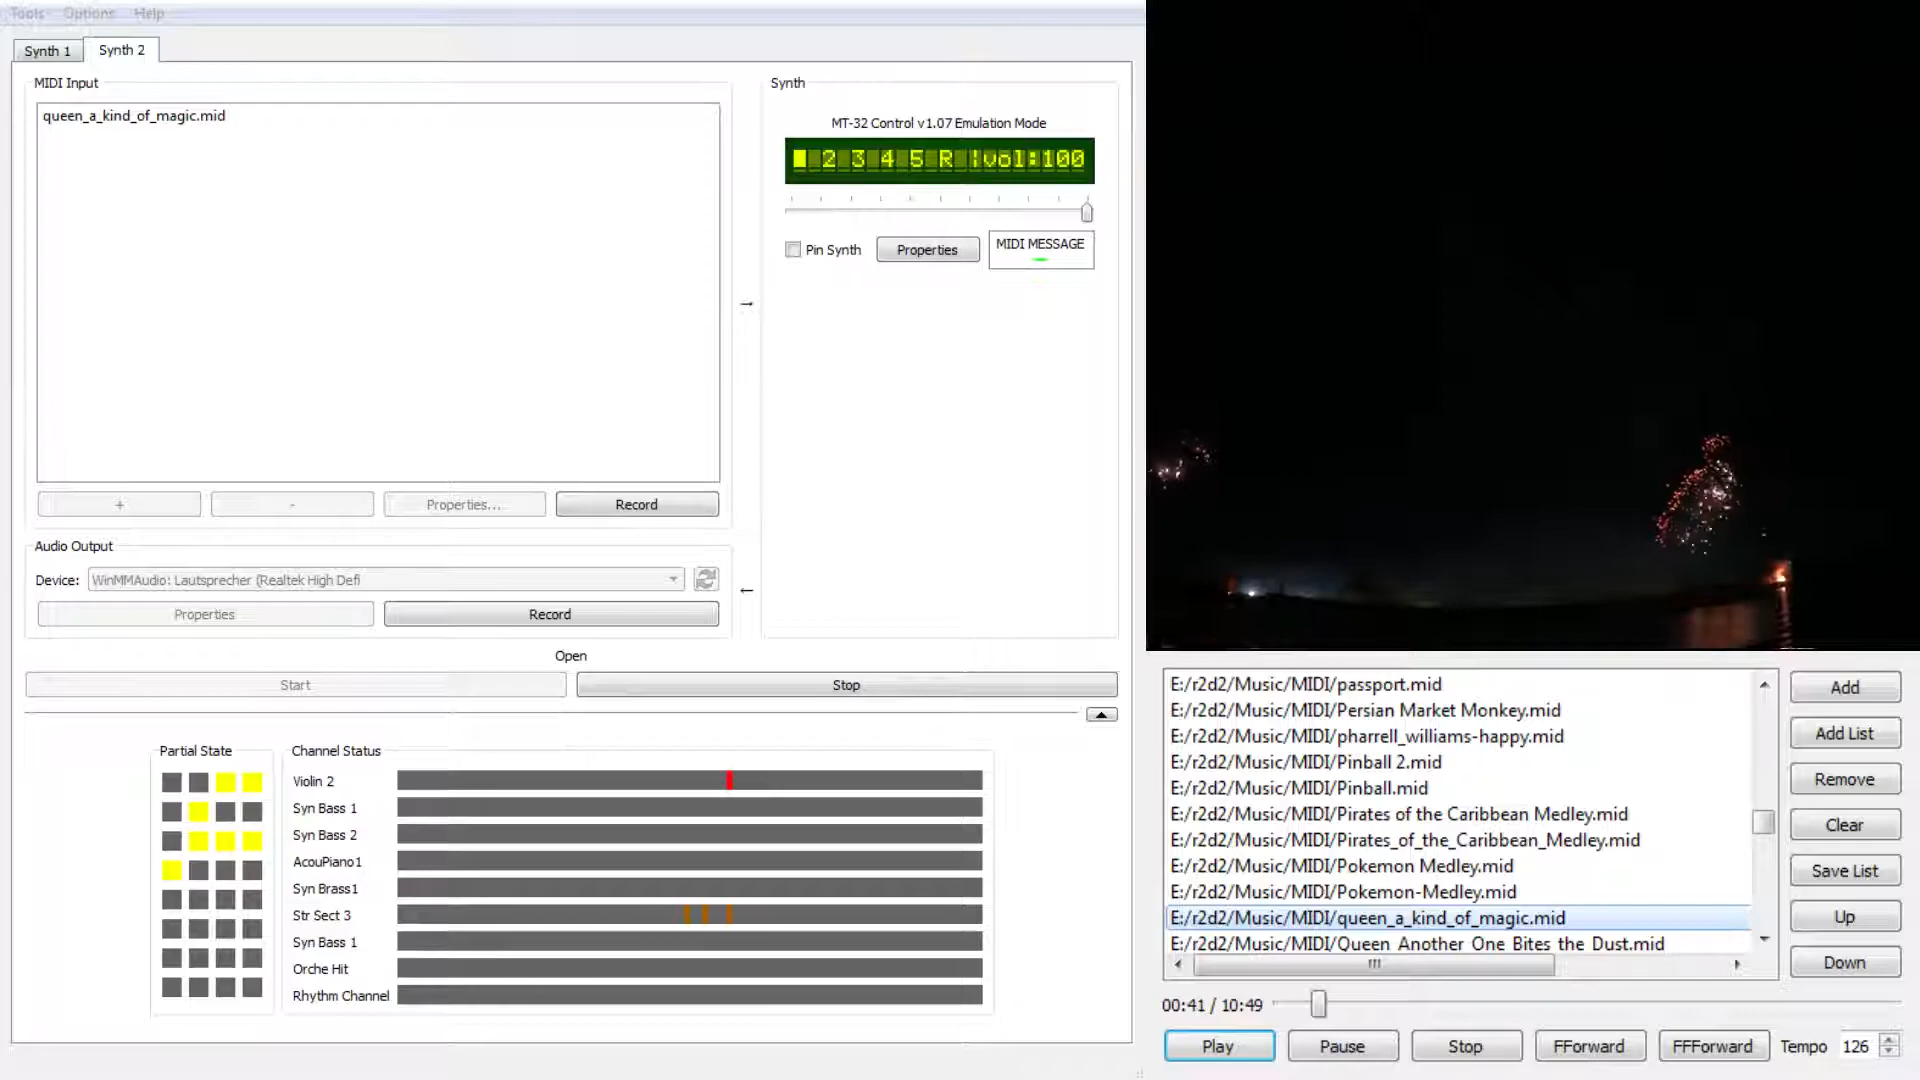 Tools Options Help
Synth 1 Synth 2
MIDI Input
queen_a_kind_of_magic.mid
+ - Properties... Record
Audio Output
Device: WinMMAudio: Lautsprecher (Realtek High Defi
Properties Record
Synth
MT-32 Control v1.07 Emulation Mode
2 3 4 5 R |vol:100
Pin Synth Properties MIDI MESSAGE
Open
Start Stop
Partial State
Channel Status
Violin 2
Syn Bass 1
Syn Bass 2
AcouPiano1
Syn Brass1
Str Sect 3
Syn Bass 1
Orche Hit
Rhythm Channel
E:/r2d2/Music/MIDI/passport.mid
E:/r2d2/Music/MIDI/Persian Market Monkey.mid
E:/r2d2/Music/MIDI/pharrell_williams-happy.mid
E:/r2d2/Music/MIDI/Pinball 2.mid
E:/r2d2/Music/MIDI/Pinball.mid
E:/r2d2/Music/MIDI/Pirates of the Caribbean Medley.mid
E:/r2d2/Music/MIDI/Pirates_of_the_Caribbean_Medley.mid
E:/r2d2/Music/MIDI/Pokemon Medley.mid
E:/r2d2/Music/MIDI/Pokemon-Medley.mid
E:/r2d2/Music/MIDI/queen_a_kind_of_magic.mid
E:/r2d2/Music/MIDI/Queen Another One Bites the Dust.mid
Add
Add List
Remove
Clear
Save List
Up
Down
00:41 / 10:49
Play Pause Stop FForward FFForward Tempo 126